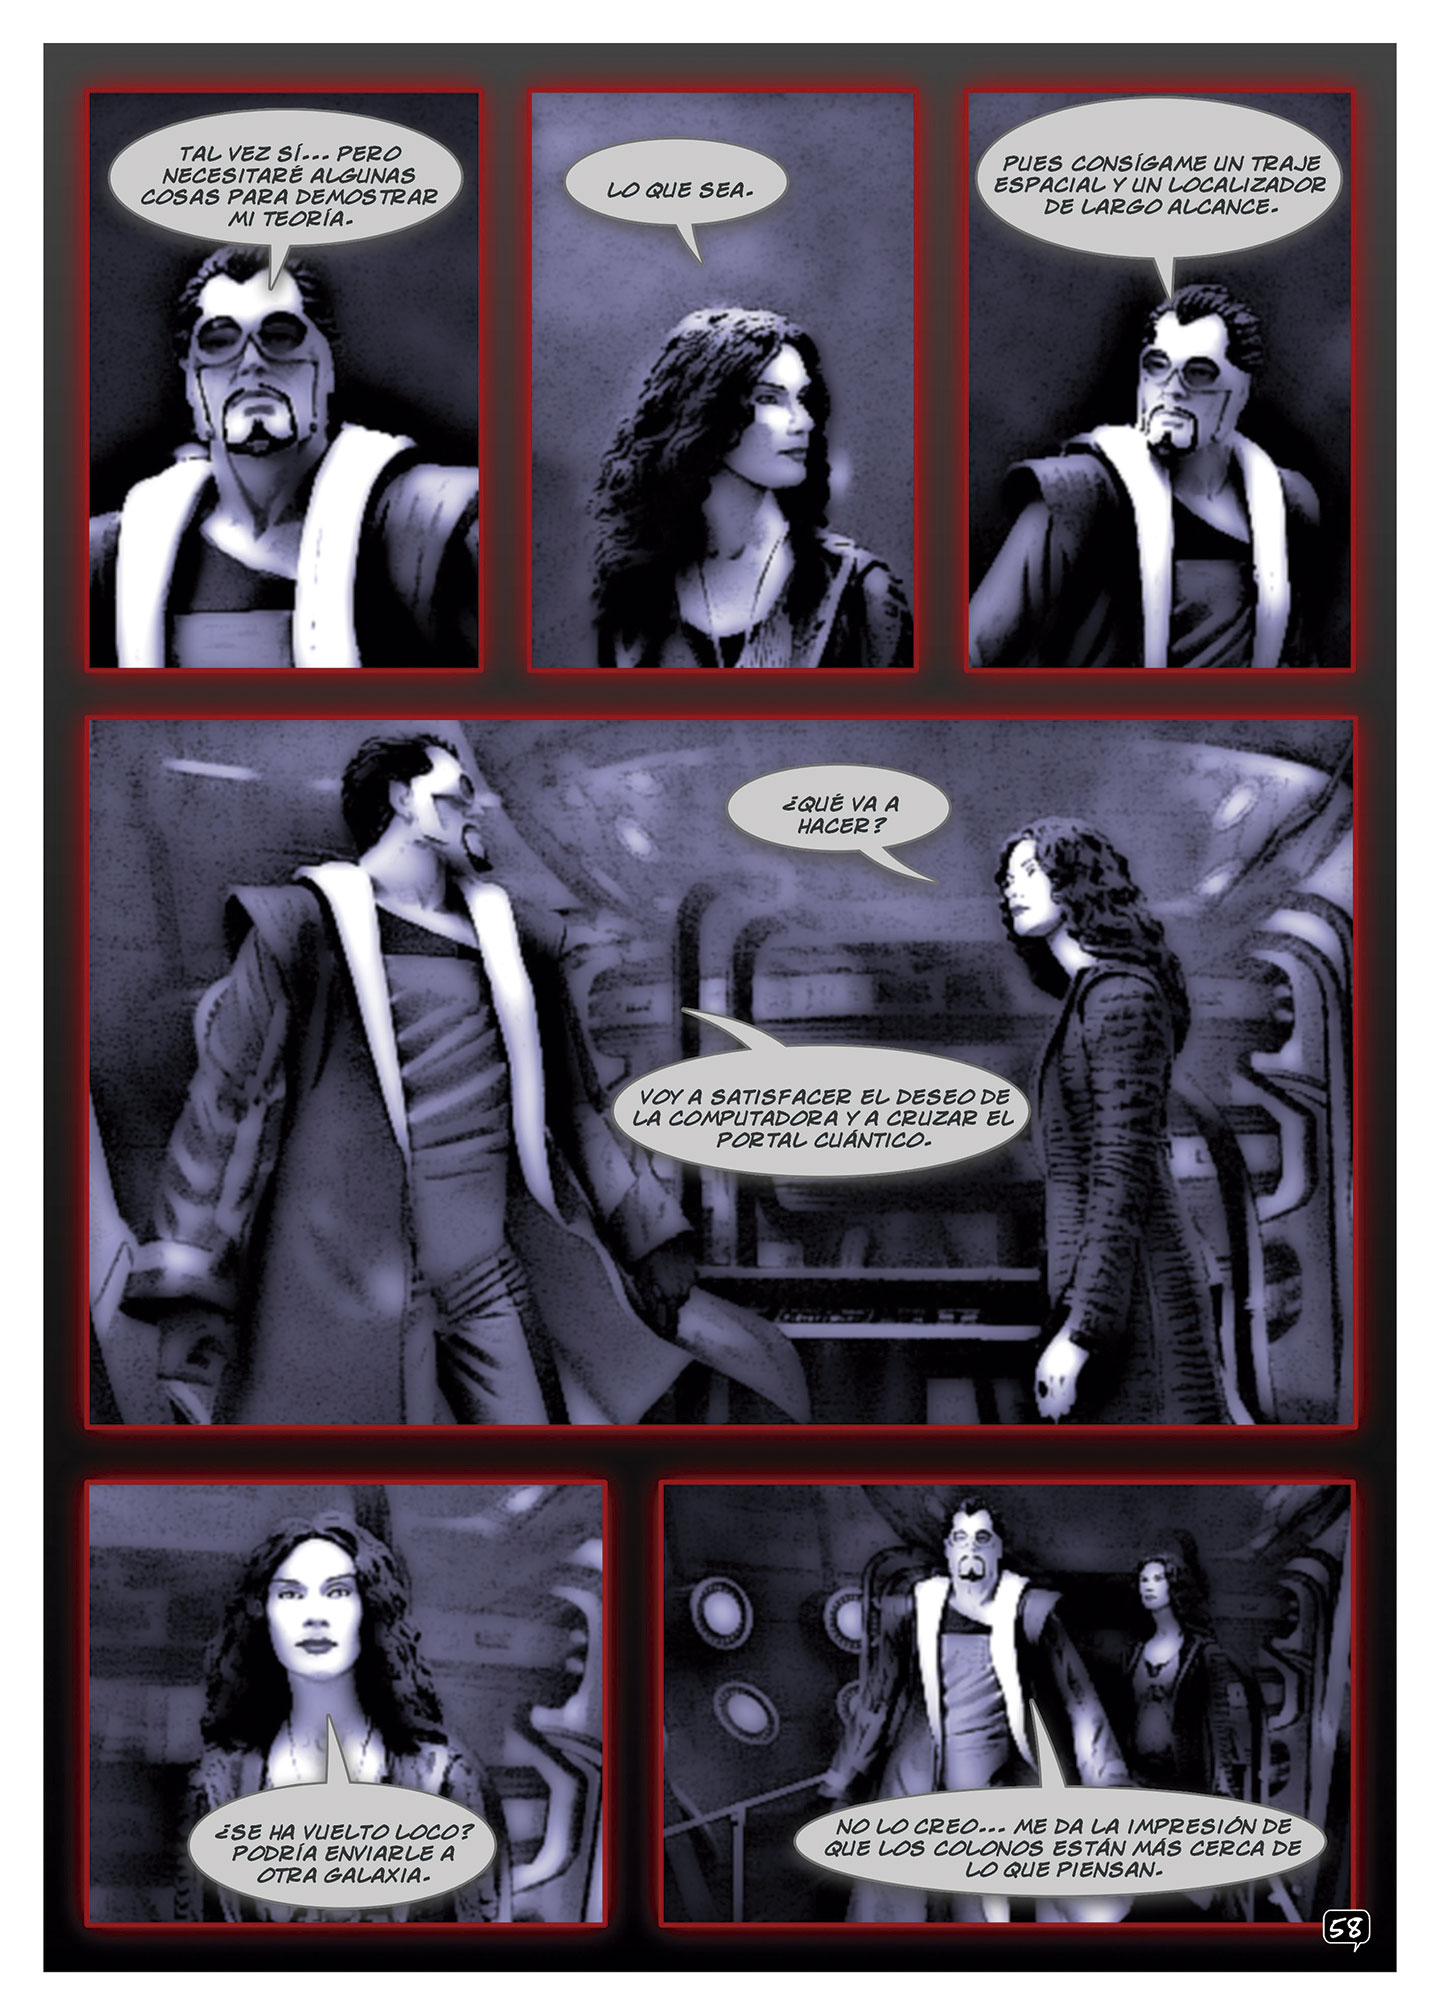 TAL VEZ SÍ... PERO
NECESITARÉ ALGUNAS
COSAS PARA DEMOSTRAR
MI TEORÍA.
LO QUE SEA.
PUES CONSÍGAME UN TRAJE
ESPACIAL Y UN LOCALIZADOR
DE LARGO ALCANCE.
¿QUÉ VA A
HACER?
VOY A SATISFACER EL DESEO DE
LA COMPUTADORA Y A CRUZAR EL
PORTAL CUÁNTICO.
¿SE HA VUELTO LOCO?
PODRÍA ENVIARLE A
OTRA GALAXIA.
NO LO CREO... ME DA LA IMPRESIÓN DE
QUE LOS COLONOS ESTÁN MÁS CERCA DE
LO QUE PIENSAN.
58